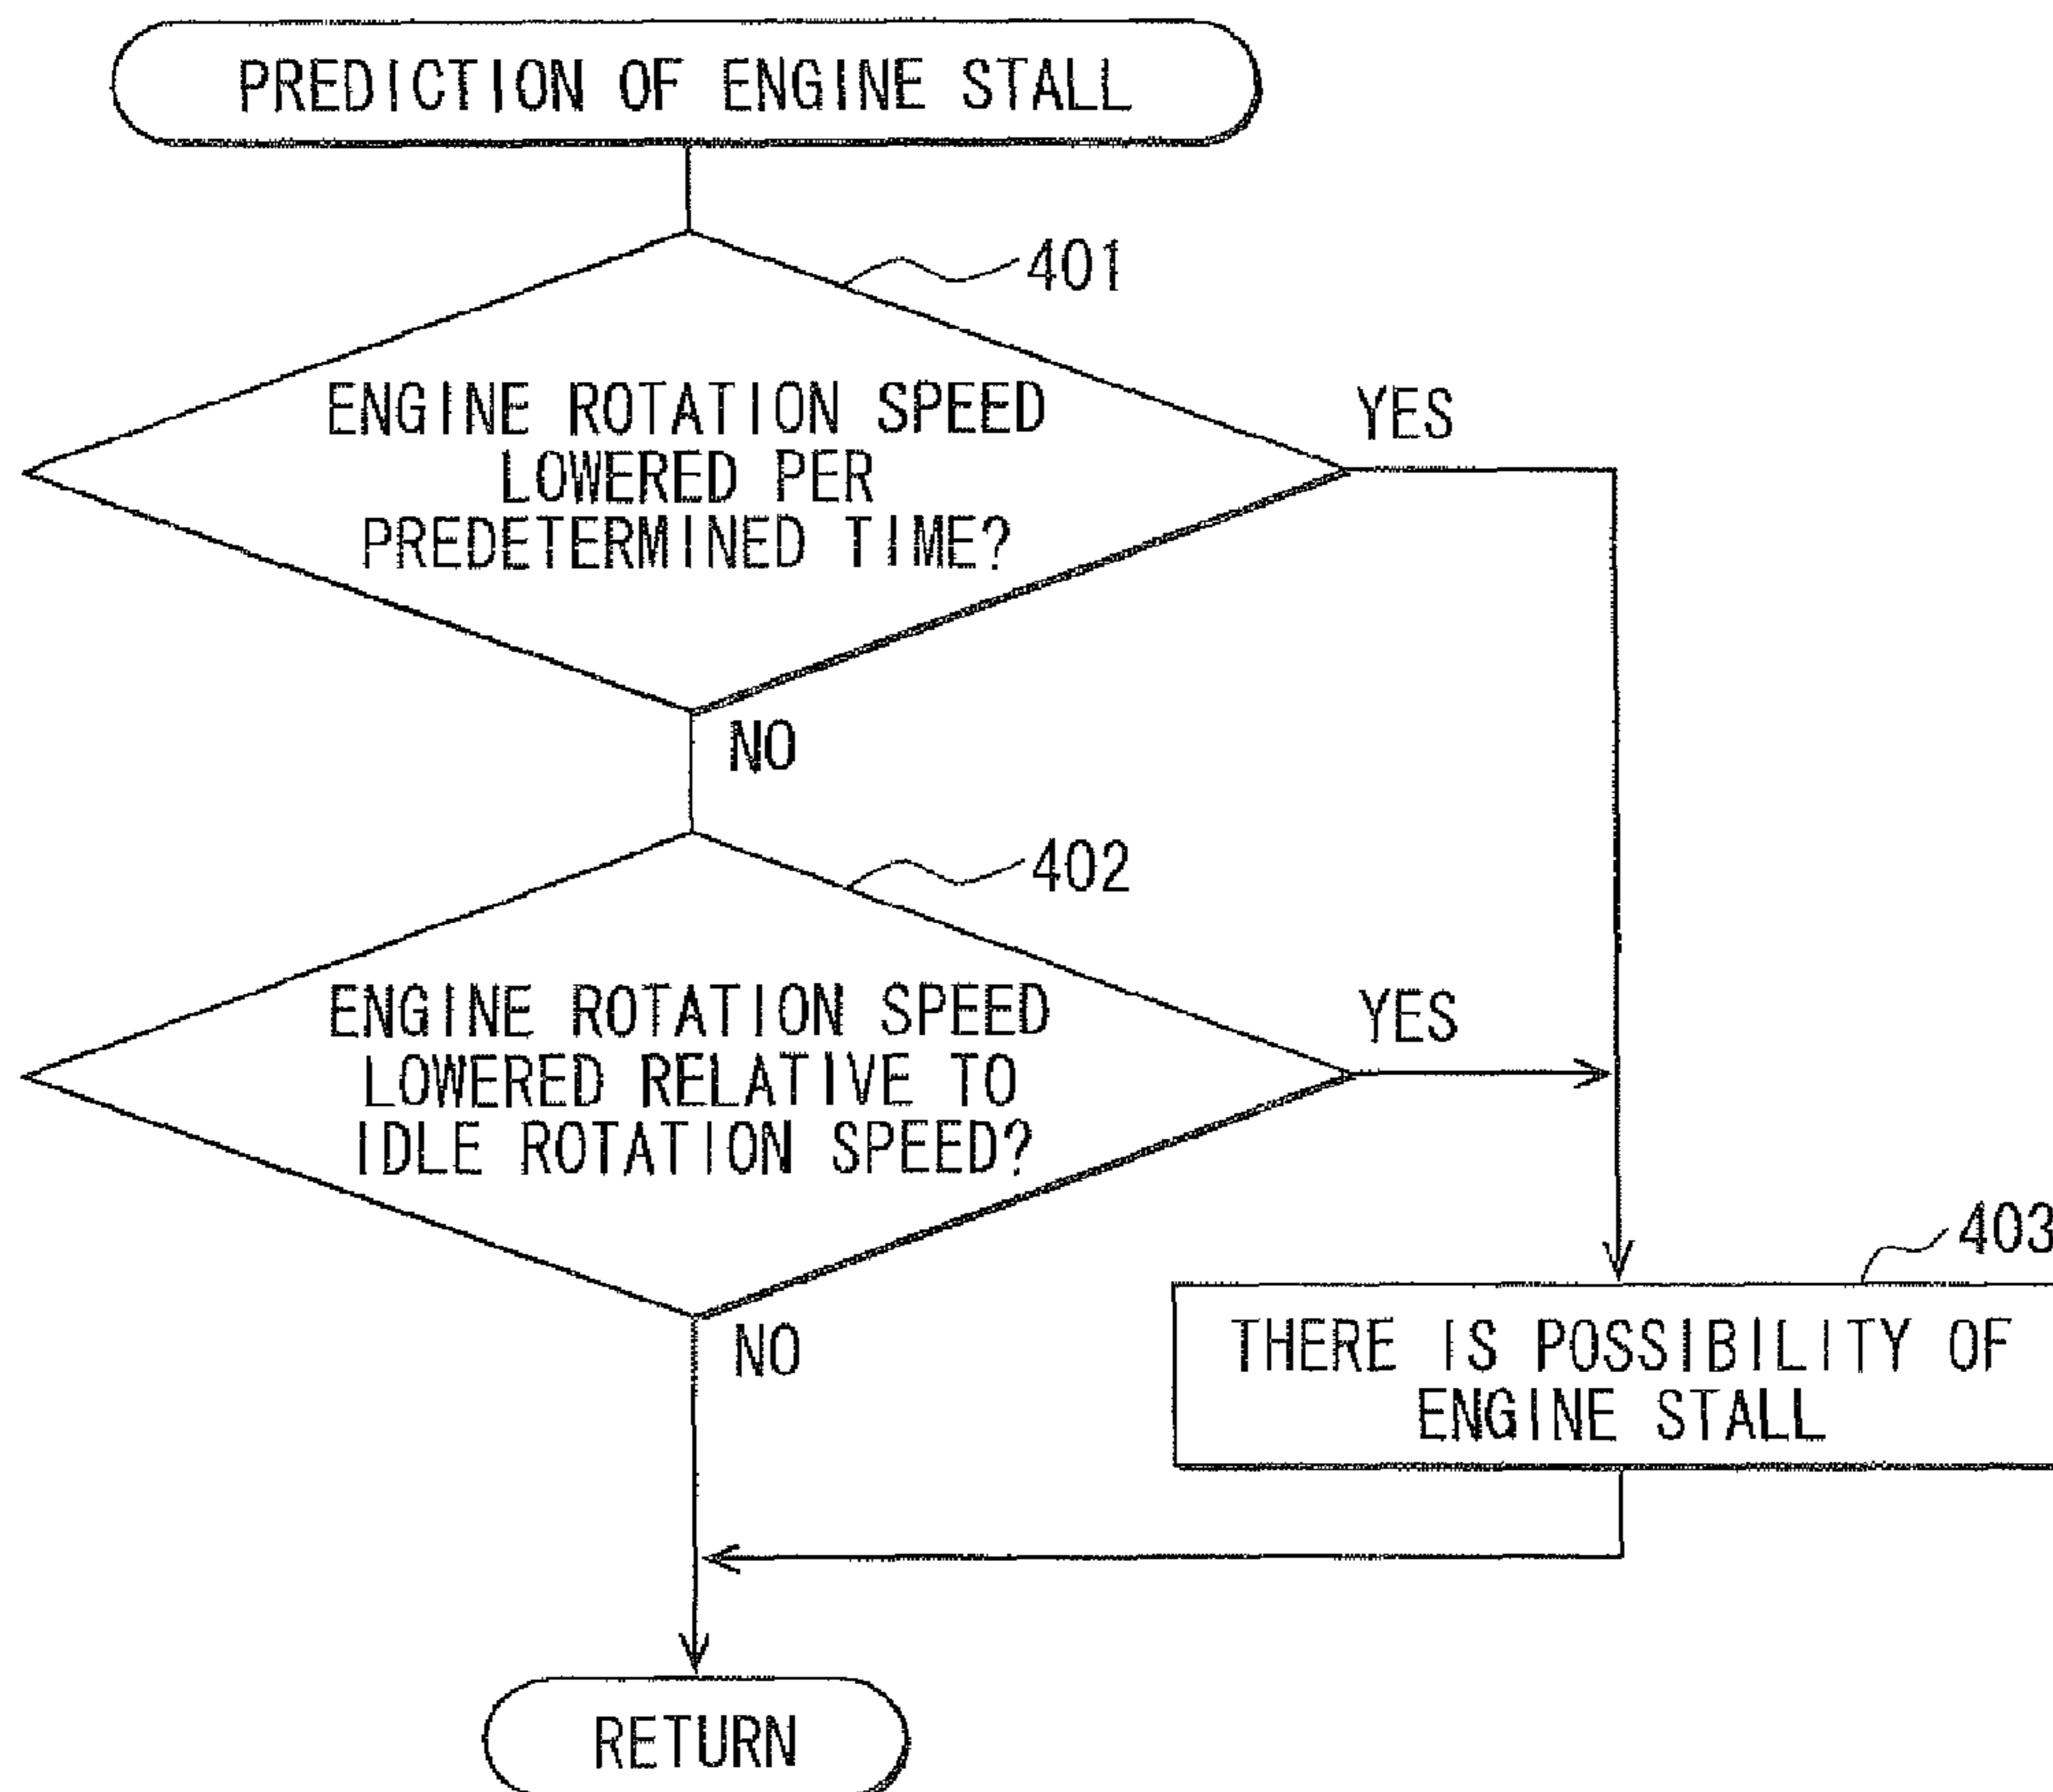 PREDICTION OF ENGINE STALL
401
ENGINE ROTATION SPEED
LOWERED PER
PREDETERMINED TIME?
YES
NO
402
ENGINE ROTATION SPEED
LOWERED RELATIVE TO
IDLE ROTATION SPEED?
YES
NO
403
THERE IS POSSIBILITY OF
ENGINE STALL
RETURN